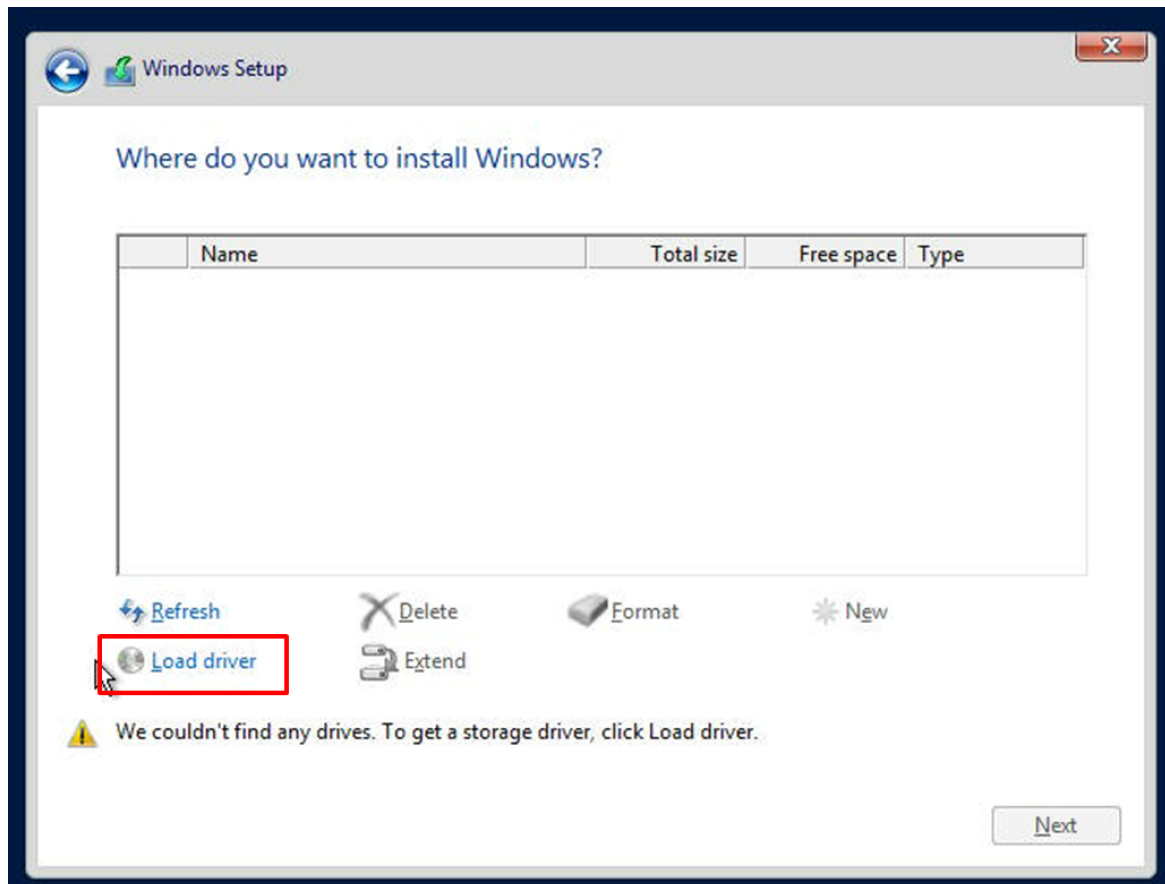 Windows Setup
Where do you want to install Windows?
Name Total size Free space Type
Refresh Delete Format New
Load driver Extend
We couldn't find any drives. To get a storage driver, click Load driver.
Next